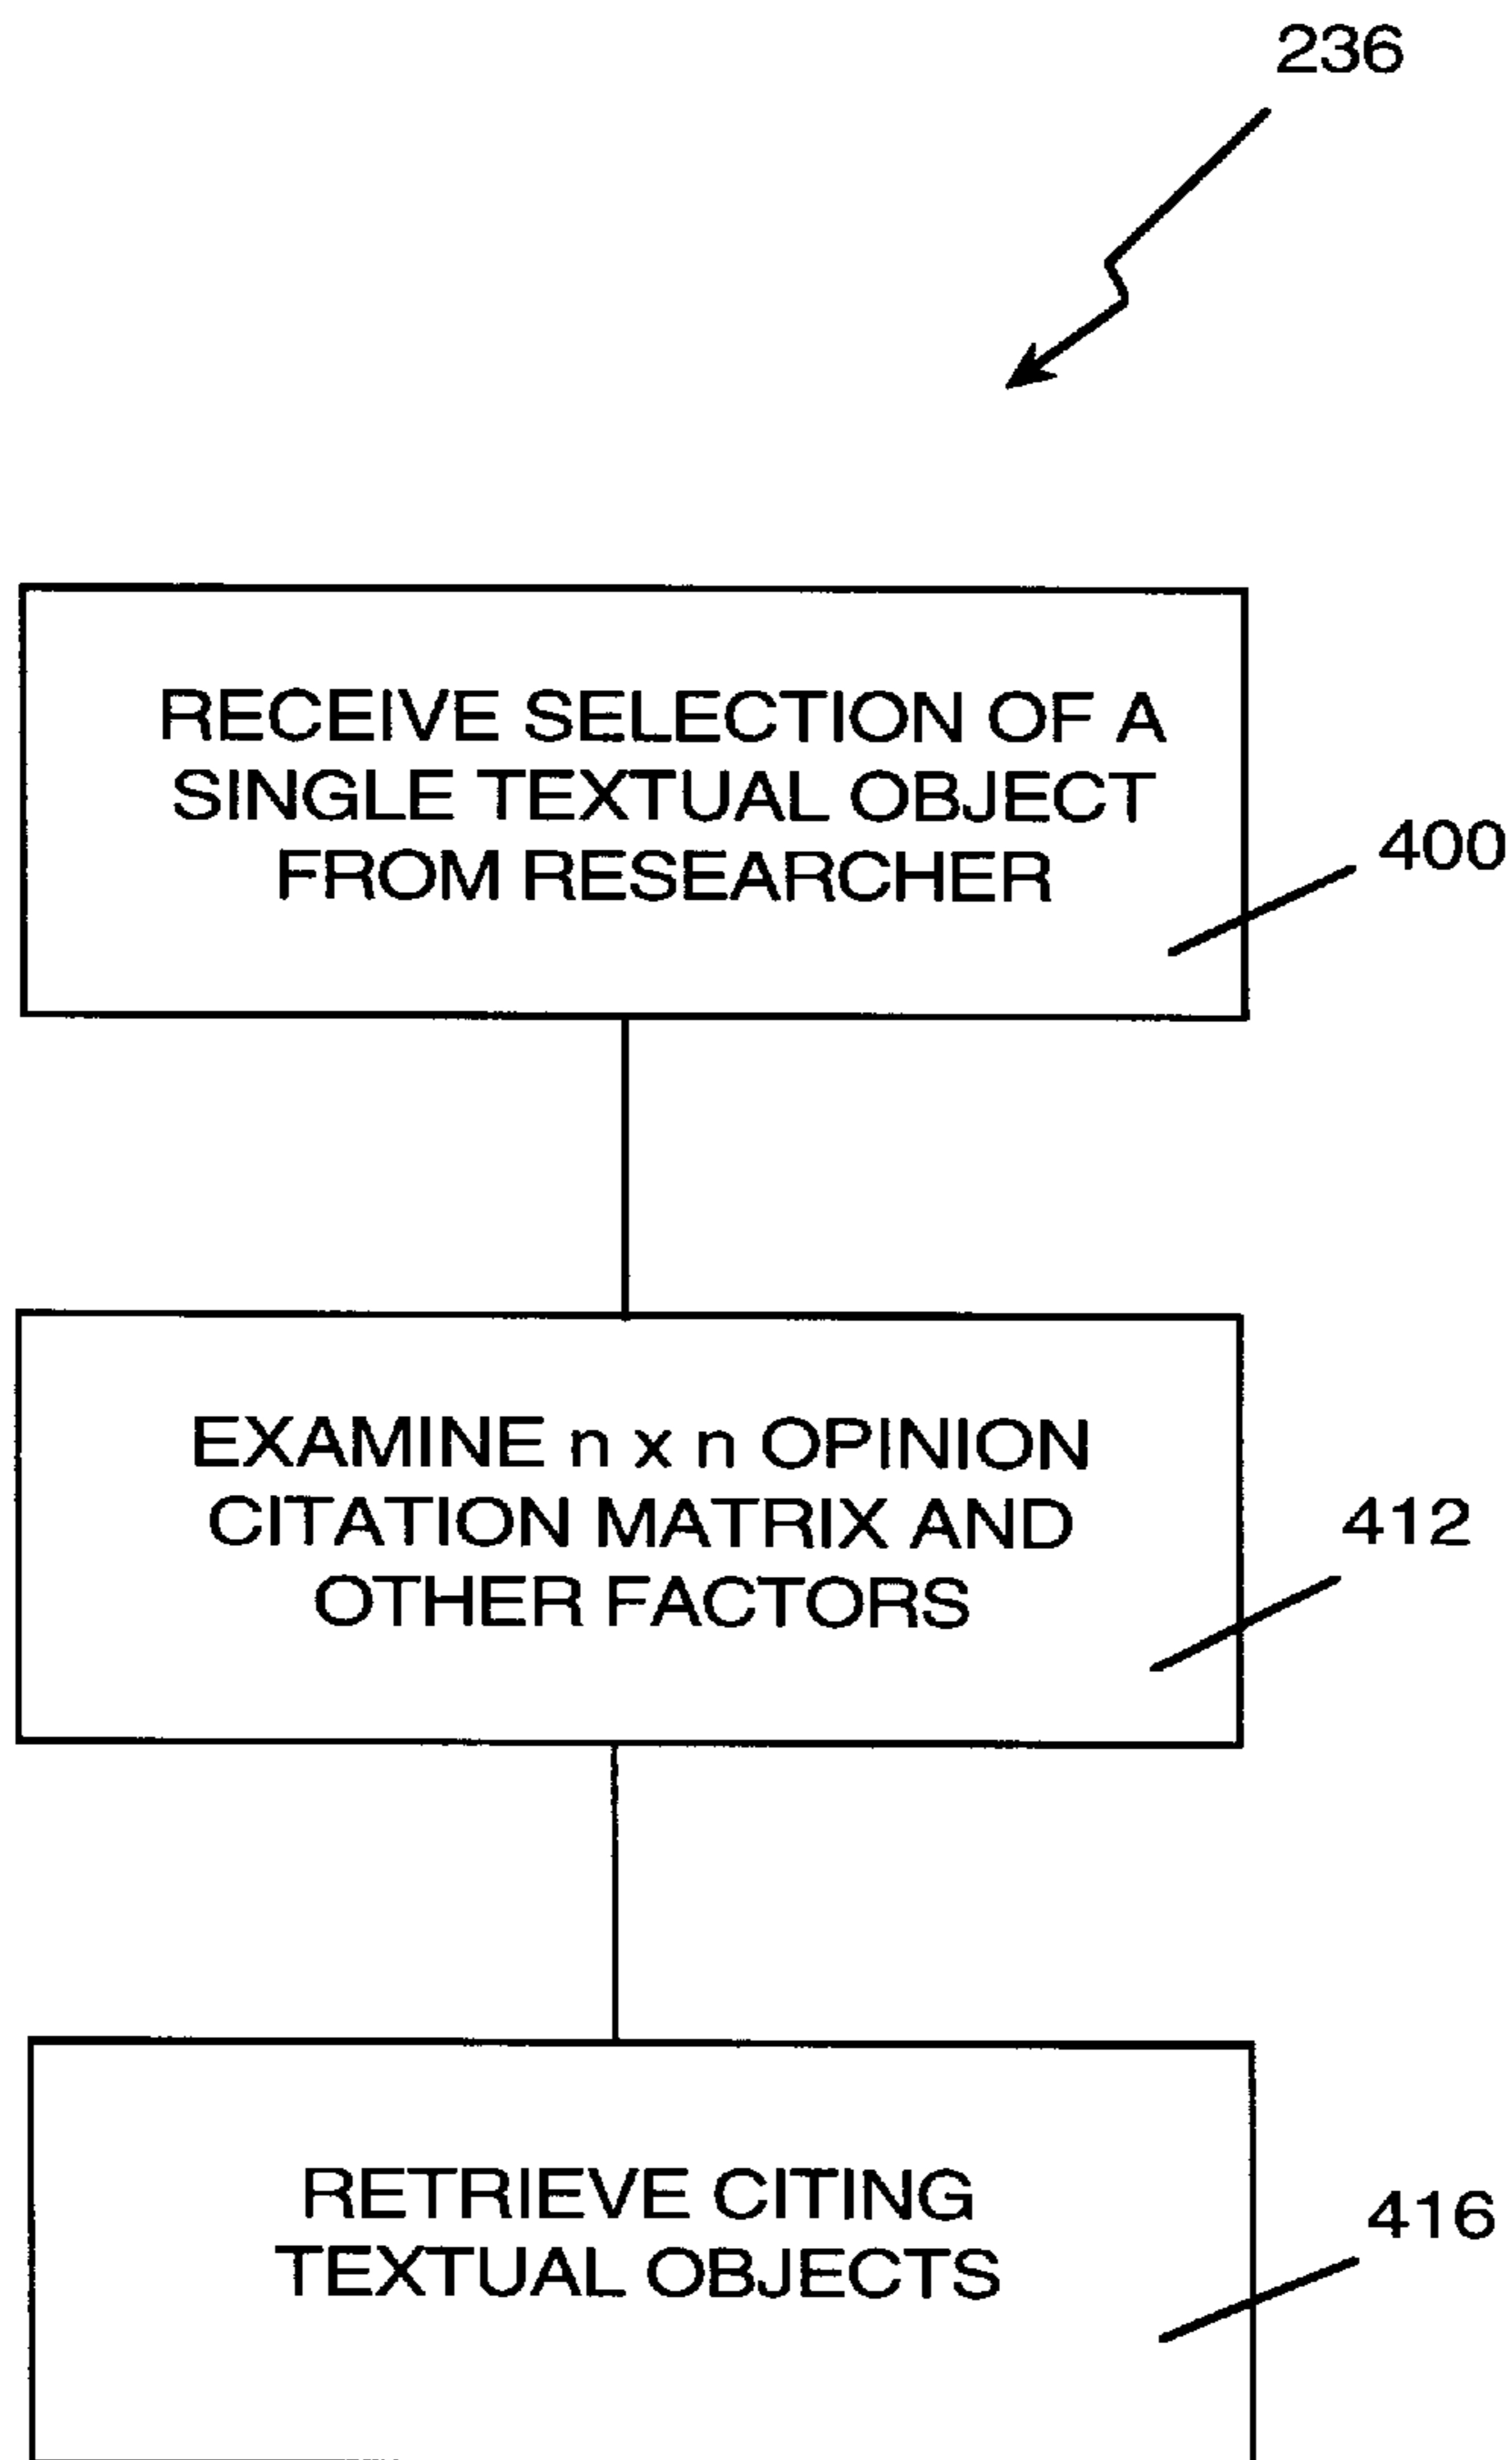 236
RECEIVE SELECTION OF A
SINGLE TEXTUAL OBJECT
FROM RESEARCHER
400
EXAMINE n x n OPINION
CITATION MATRIX AND
OTHER FACTORS
412
RETRIEVE CITING
TEXTUAL OBJECTS
416